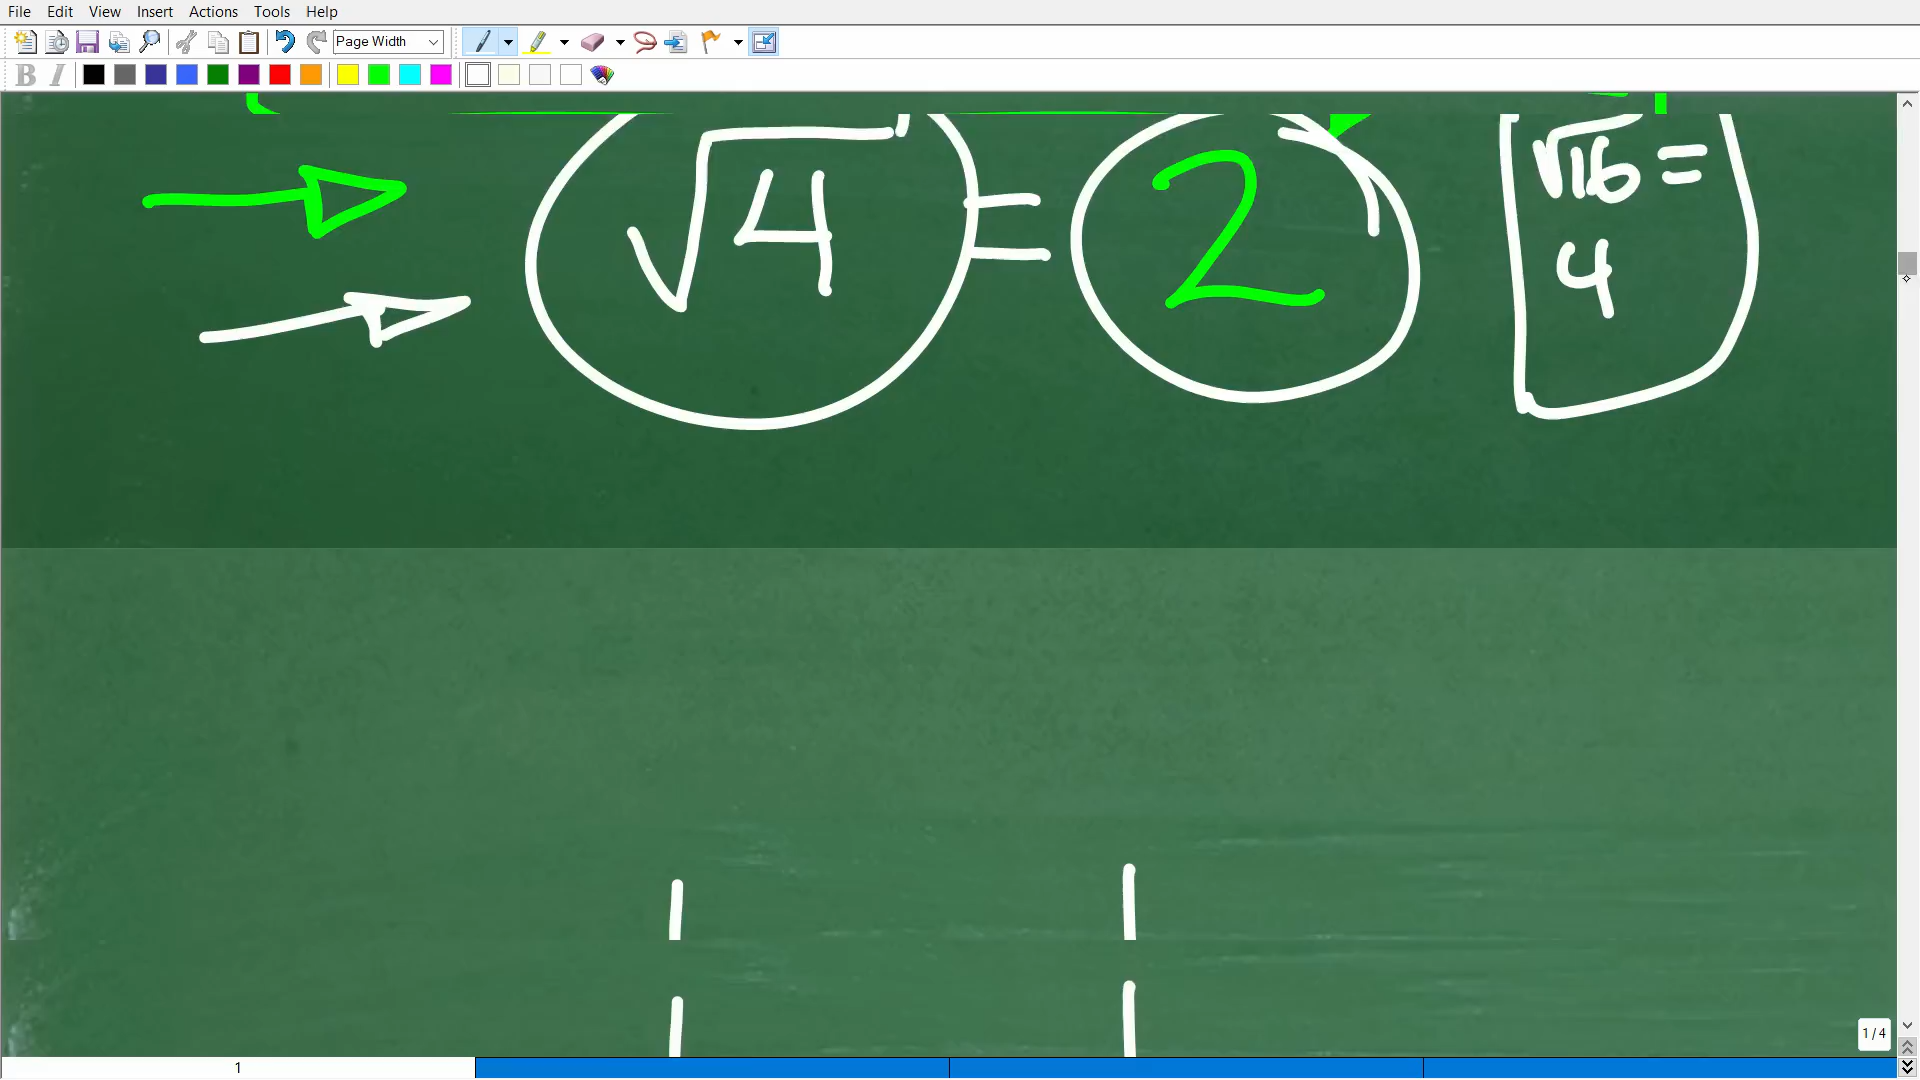 File Edit View Insert Actions Tools Help
Page Width
B I
√4 = 2
√16 =
4
1 / 4
1